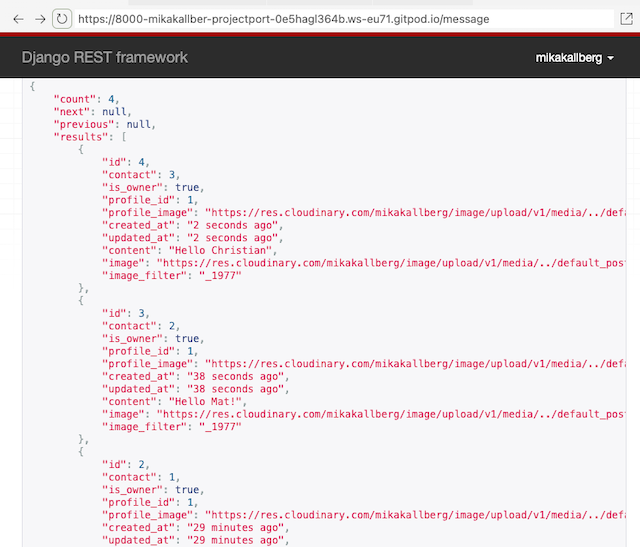 https://8000-mikakallber-projectport-0e5hagl364b.ws-eu71.gitpod.io/message
Django REST framework
mikakallberg
{
"count": 4,
"next": null,
"previous": null,
"results": [
{
"id": 4,
"contact": 3,
"is_owner": true,
"profile_id": 1,
"profile_image": "https://res.cloudinary.com/mikakallberg/image/upload/v1/media/../defa
"created_at": "2 seconds ago",
"updated_at": "2 seconds ago",
"content": "Hello Christian",
"image": "https://res.cloudinary.com/mikakallberg/image/upload/v1/media/../default_post
"image_filter": "_1977"
},
{
"id": 3,
"contact": 2,
"is_owner": true,
"profile_id": 1,
"profile_image": "https://res.cloudinary.com/mikakallberg/image/upload/v1/media/../defa
"created_at": "38 seconds ago",
"updated_at": "38 seconds ago",
"content": "Hello Mat!",
"image": "https://res.cloudinary.com/mikakallberg/image/upload/v1/media/../default_post
"image_filter": "_1977"
},
{
"id": 2,
"contact": 1,
"is_owner": true,
"profile_id": 1,
"profile_image": "https://res.cloudinary.com/mikakallberg/image/upload/v1/media/../defa
"created_at": "29 minutes ago",
"updated_at": "29 minutes ago",